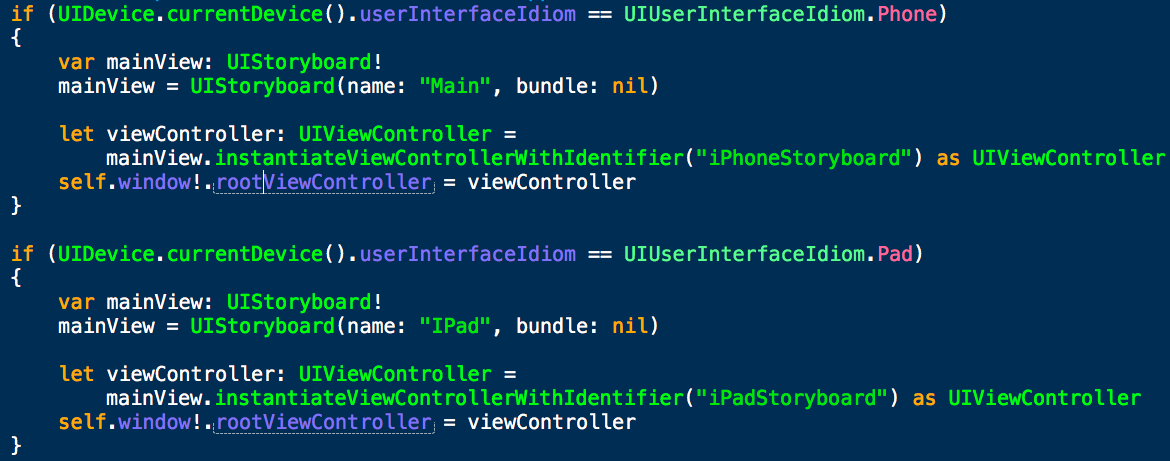 if (UIDevice.currentDevice().userInterfaceIdiom == UIUserInterfaceIdiom.Phone)
{
    var mainView: UIStoryboard!
    mainView = UIStoryboard(name: "Main", bundle: nil)

    let viewController: UIViewController =
        mainView.instantiateViewControllerWithIdentifier("iPhoneStoryboard") as UIViewController
    self.window!.rootViewController = viewController
}

if (UIDevice.currentDevice().userInterfaceIdiom == UIUserInterfaceIdiom.Pad)
{
    var mainView: UIStoryboard!
    mainView = UIStoryboard(name: "IPad", bundle: nil)

    let viewController: UIViewController =
        mainView.instantiateViewControllerWithIdentifier("iPadStoryboard") as UIViewController
    self.window!.rootViewController = viewController
}